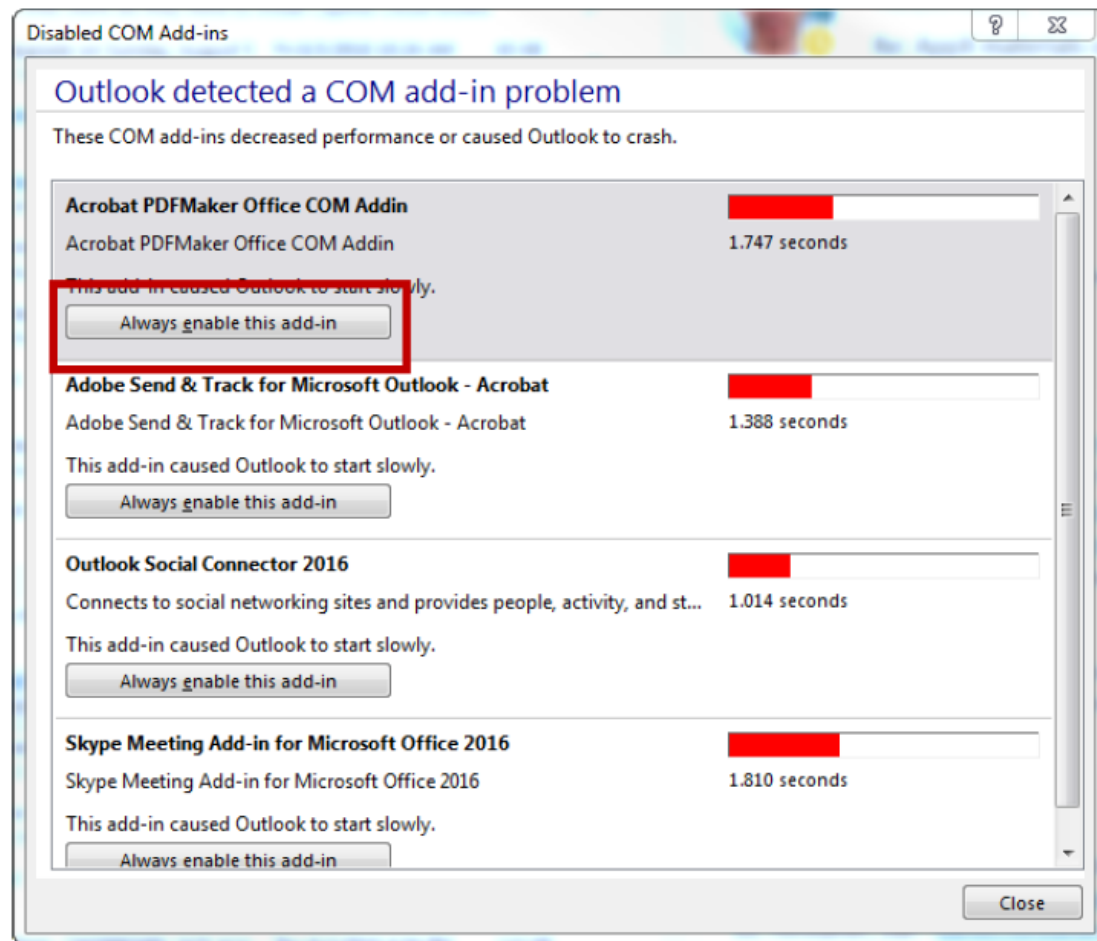 Disabled COM Add-ins
Outlook detected a COM add-in problem
These COM add-ins decreased performance or caused Outlook to crash.
Acrobat PDFMaker Office COM Addin
Acrobat PDFMaker Office COM Addin
1.747 seconds
This add-in caused Outlook to start slowly.
Always enable this add-in
Adobe Send & Track for Microsoft Outlook - Acrobat
Adobe Send & Track for Microsoft Outlook - Acrobat
1.388 seconds
This add-in caused Outlook to start slowly.
Always enable this add-in
Outlook Social Connector 2016
Connects to social networking sites and provides people, activity, and st...
1.014 seconds
This add-in caused Outlook to start slowly.
Always enable this add-in
Skype Meeting Add-in for Microsoft Office 2016
Skype Meeting Add-in for Microsoft Office 2016
1.810 seconds
This add-in caused Outlook to start slowly.
Always enable this add-in
Close